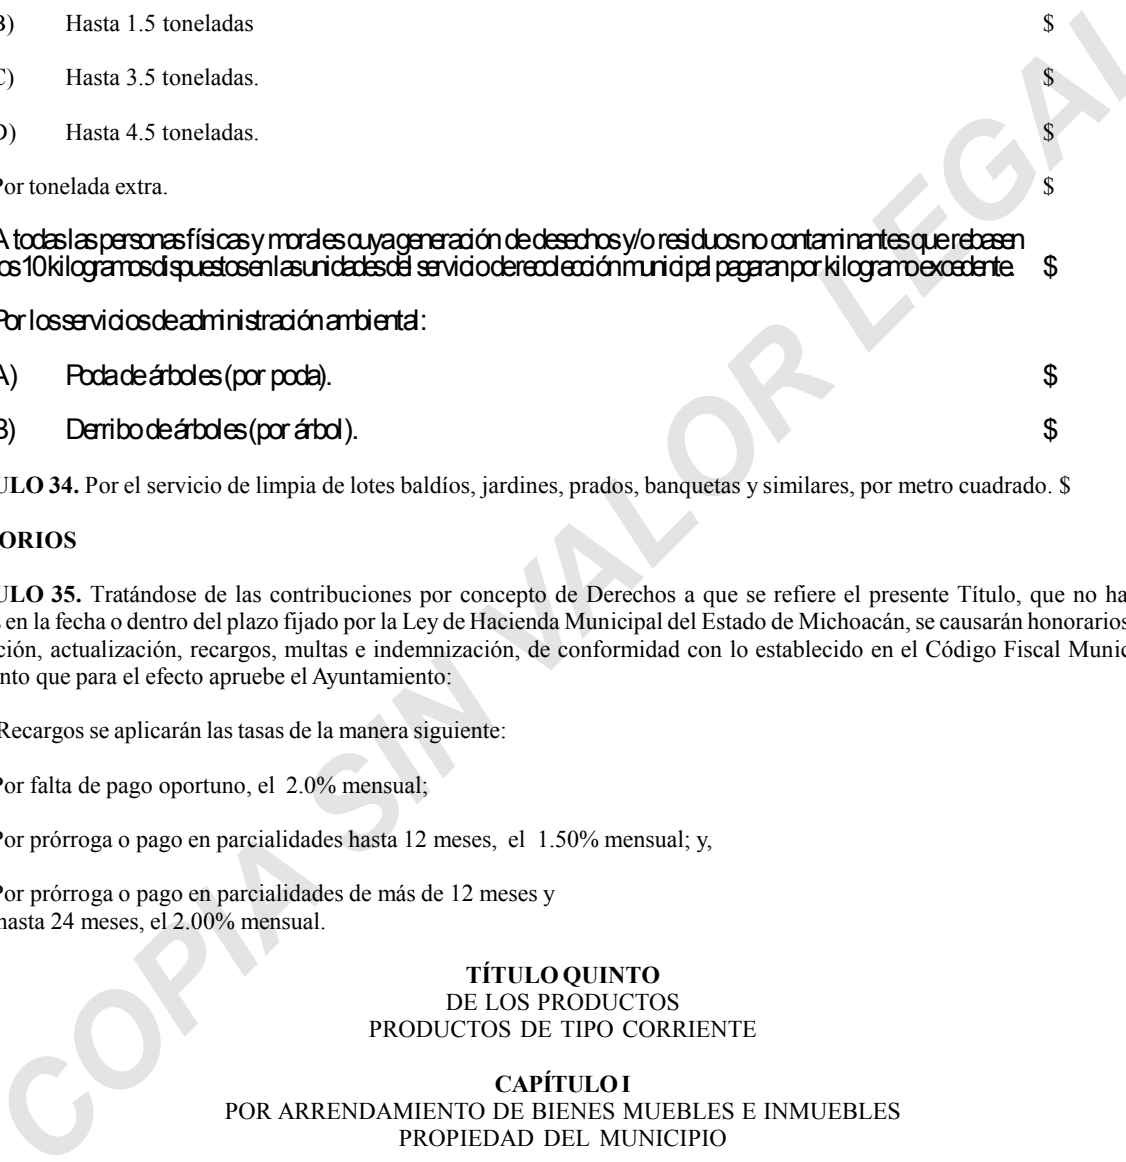 B) Hasta 1.5 toneladas $
C) Hasta 3.5 toneladas. $
D) Hasta 4.5 toneladas. $
Por tonelada extra. $
A todas las personas físicas y morales cuya generación de desechos y/o residuos no contaminantes que rebasen
los 10 kilogramos dispuestos en las unidades del servicio de recolección municipal pagaran por kilogramo excedente. $
Por los servicios de administración ambiental:
A) Poda de árboles (por poda). $
B) Derribo de árboles (por árbol). $
ULO 34. Por el servicio de limpia de lotes baldíos, jardines, prados, banquetas y similares, por metro cuadrado. $
ORIOS
ULO 35. Tratándose de las contribuciones por concepto de Derechos a que se refiere el presente Título, que no ha
en la fecha o dentro del plazo fijado por la Ley de Hacienda Municipal del Estado de Michoacán, se causarán honorarios
ción, actualización, recargos, multas e indemnización, de conformidad con lo establecido en el Código Fiscal Munic
nto que para el efecto apruebe el Ayuntamiento:
Recargos se aplicarán las tasas de la manera siguiente:
Por falta de pago oportuno, el 2.0% mensual;
Por prórroga o pago en parcialidades hasta 12 meses, el 1.50% mensual; y,
Por prórroga o pago en parcialidades de más de 12 meses y
hasta 24 meses, el 2.00% mensual.
TÍTULO QUINTO
DE LOS PRODUCTOS
PRODUCTOS DE TIPO CORRIENTE
CAPÍTULO I
POR ARRENDAMIENTO DE BIENES MUEBLES E INMUEBLES
PROPIEDAD DEL MUNICIPIO
COPIA SIN VALOR LEGAL